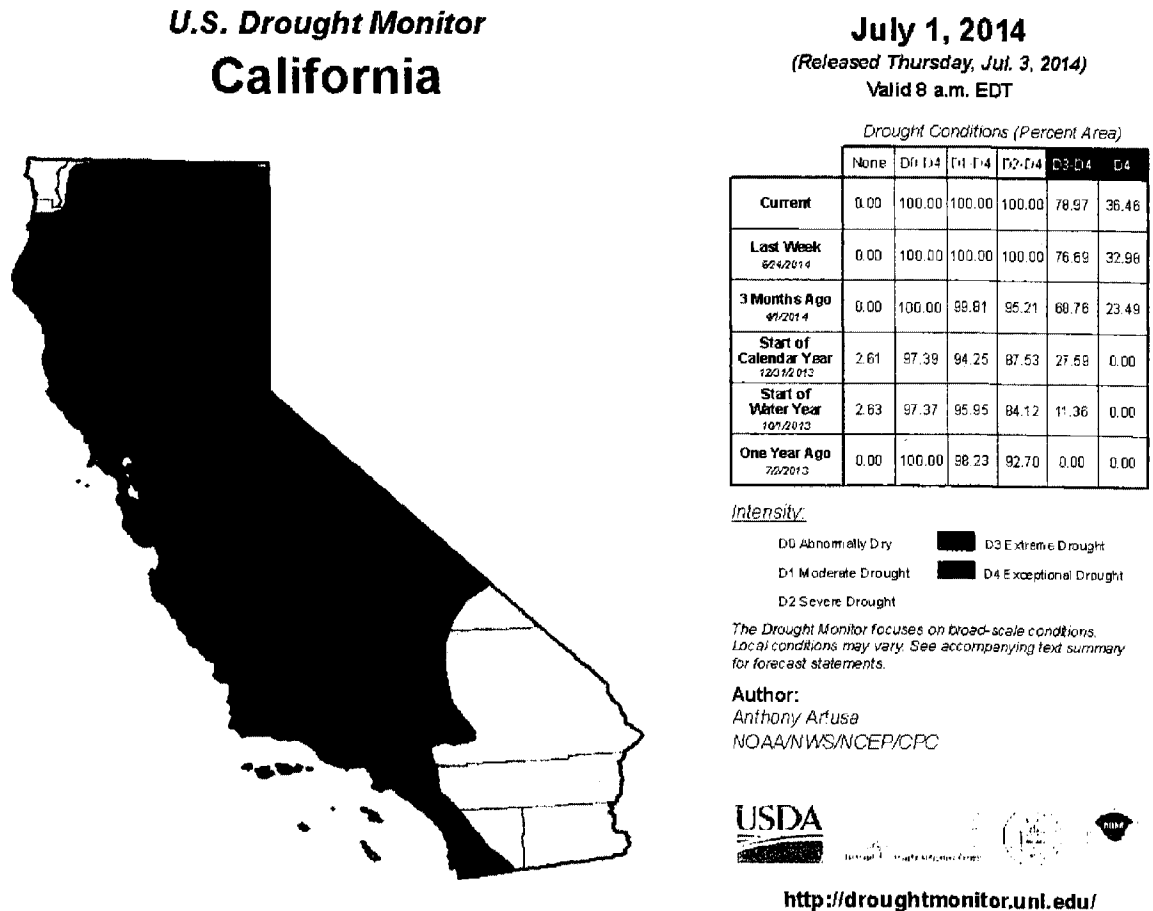 U.S. Drought Monitor
California
July 1, 2014
(Released Thursday, Jul. 3, 2014)
Valid 8 a.m. EDT
Drought Conditions (Percent Area)
None D0-D4 D1-D4 D2-D4 D3-D4 D4
Current 0.00 100.00 100.00 100.00 78.97 36.46
Last Week 6/24/2014 0.00 100.00 100.00 100.00 76.69 32.98
3 Months Ago 4/1/2014 0.00 100.00 99.81 95.21 68.76 23.49
Start of Calendar Year 12/31/2013 2.61 97.39 94.25 87.53 27.59 0.00
Start of Water Year 10/1/2013 2.63 97.37 95.95 84.12 11.36 0.00
One Year Ago 7/2/2013 0.00 100.00 98.23 92.70 0.00 0.00
Intensity:
D0 Abnormally Dry
D1 Moderate Drought
D2 Severe Drought
D3 Extreme Drought
D4 Exceptional Drought
The Drought Monitor focuses on broad-scale conditions.
Local conditions may vary. See accompanying text summary
for forecast statements.
Author:
Anthony Artusa
NOAA/NWS/NCEP/CPC
USDA
http://droughtmonitor.unl.edu/